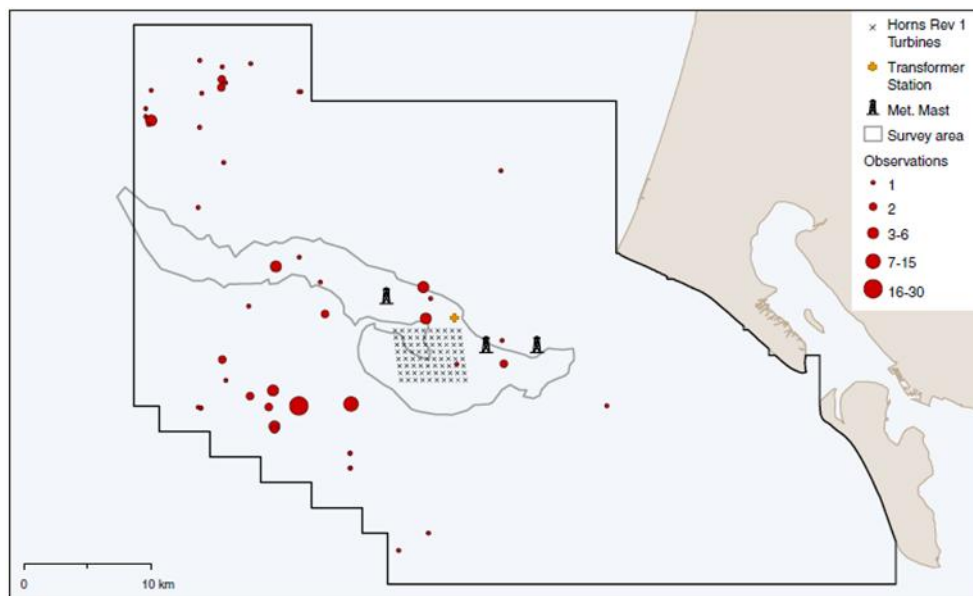 Horns Rev 1
Turbines
Transformer
Station
Met. Mast
Survey area
Observations
1
2
3-6
7-15
16-30
0 10 km